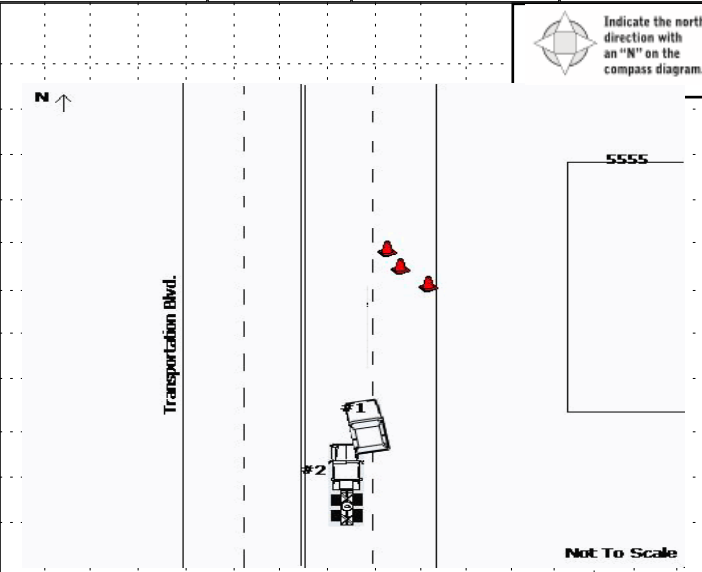 Indicate the north
direction with
an "N" on the
compass diagram.
N
5555
Transportation Blvd.
#1
#2
Not To Scale